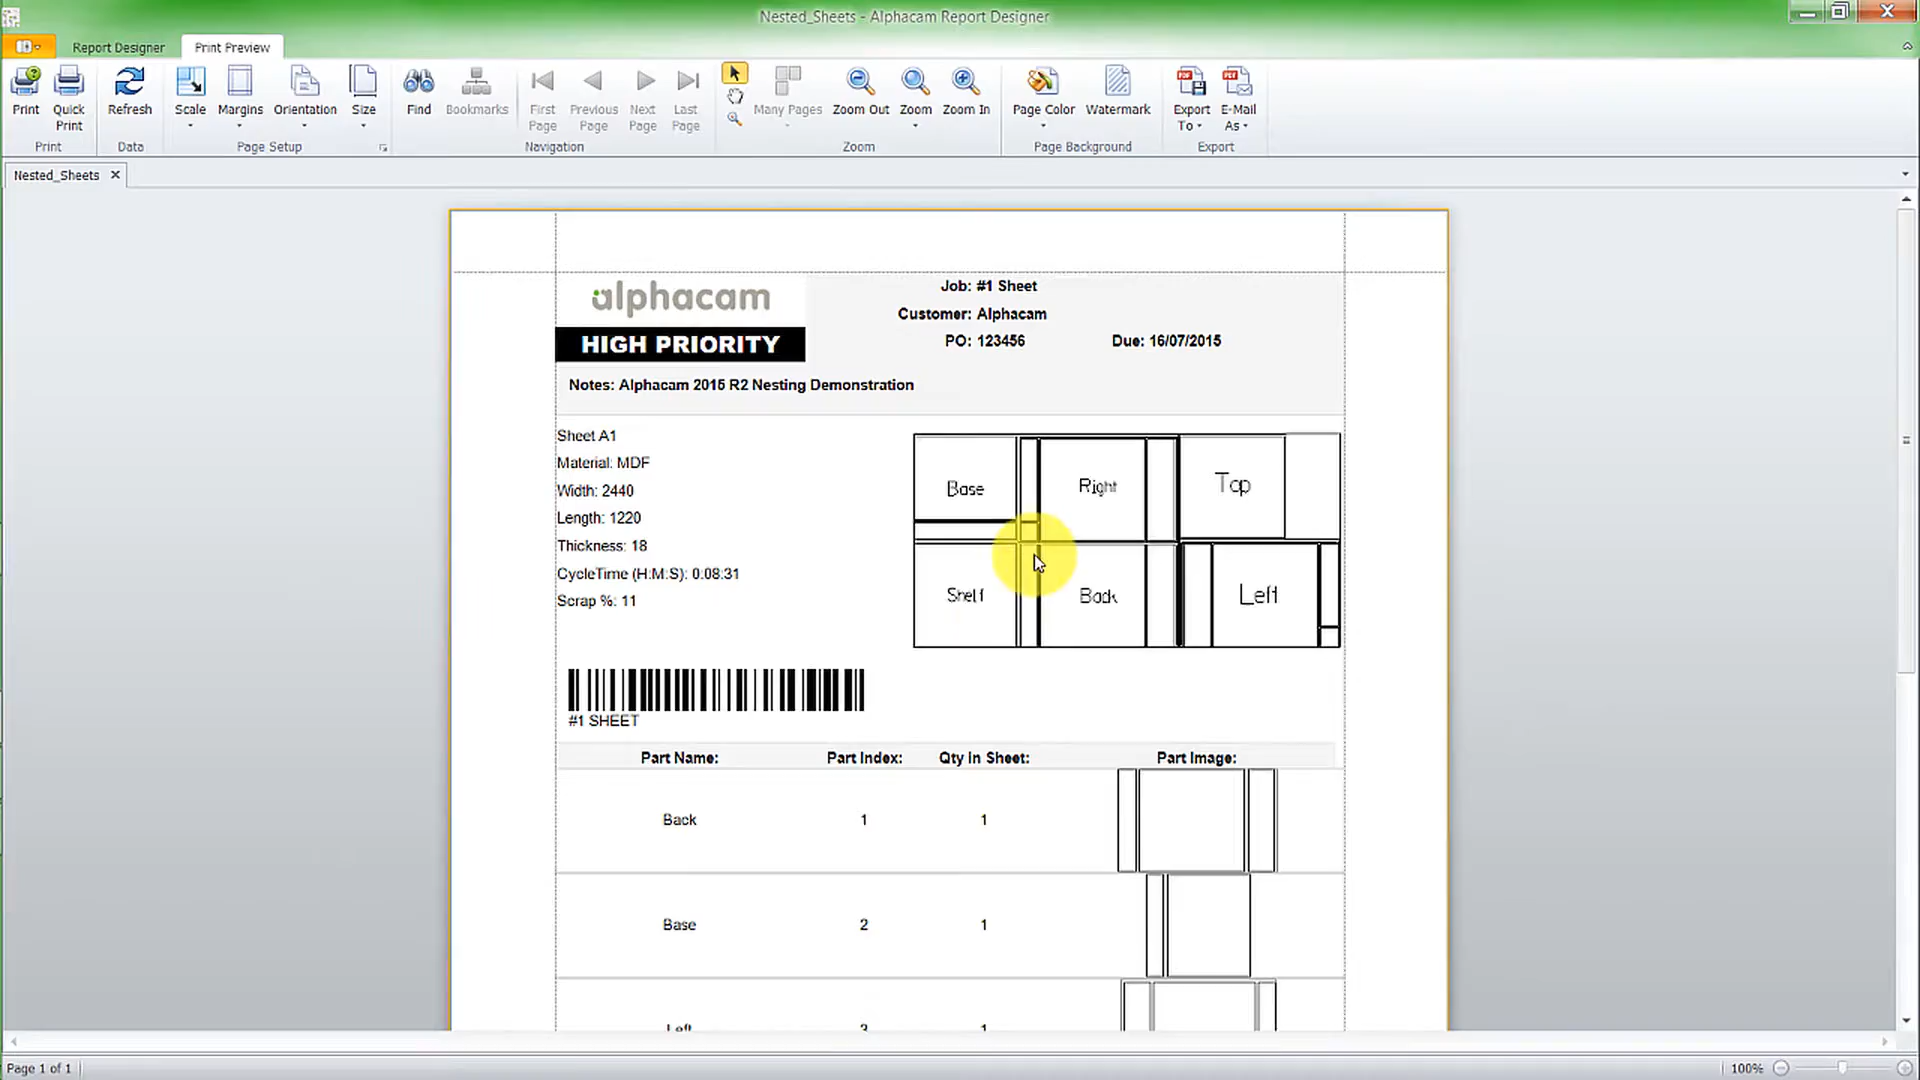 Nested_Sheets - Alphacam Report Designer
Report Designer
Print Preview
Print
Quick Print
Refresh
Scale
Margins
Orientation
Size
Find
Bookmarks
First Page
Previous Page
Next Page
Last Page
Many Pages
Zoom Out
Zoom
Zoom In
Page Color
Watermark
Export To
E-Mail As
Print
Data
Page Setup
Navigation
Zoom
Page Background
Export
Nested_Sheets
alphacam
HIGH PRIORITY
Job: #1 Sheet
Customer: Alphacam
PO: 123456
Due: 16/07/2015
Notes: Alphacam 2015 R2 Nesting Demonstration
Sheet A1
Material: MDF
Width: 2440
Length: 1220
Thickness: 18
CycleTime (H:M:S): 0:08:31
Scrap %: 11
Base
Right
Top
Shelf
Back
Left
#1 SHEET
Part Name: Part Index: Qty In Sheet: Part Image:
Back 1 1
Base 2 1
Left 3 1
Page 1 of 1
100%